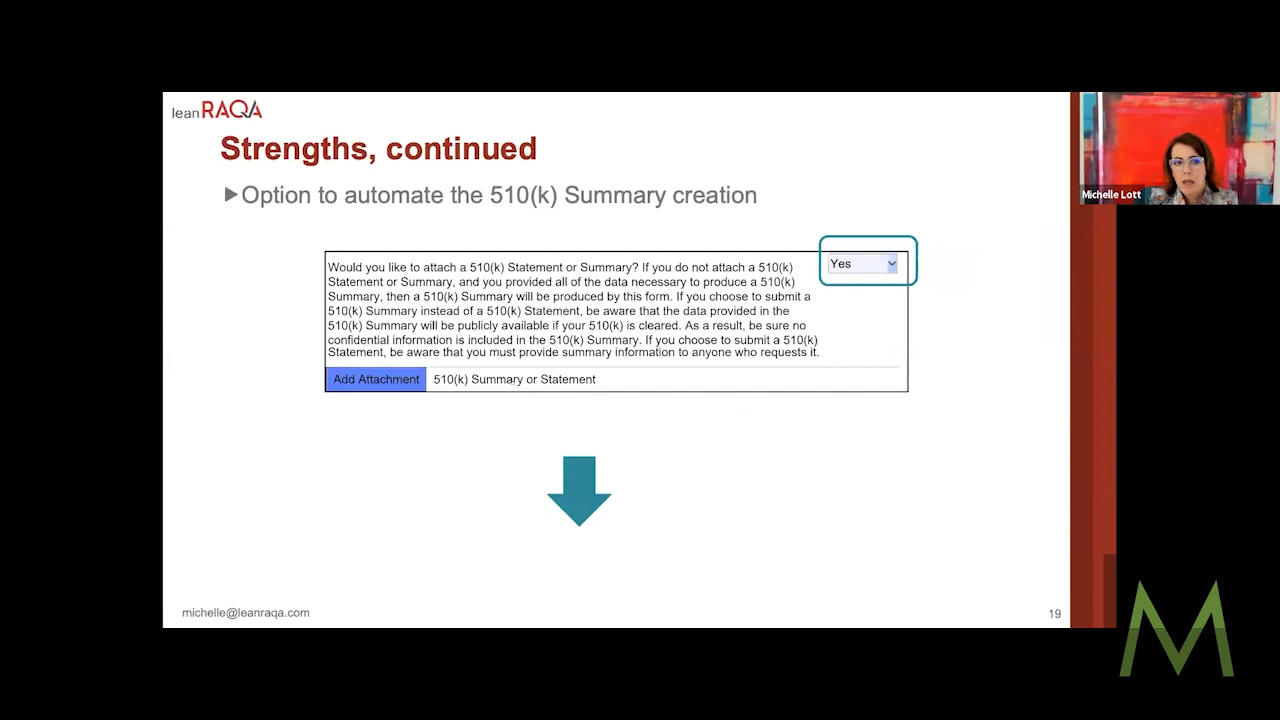 leanRAQA
Strengths, continued
Option to automate the 510(k) Summary creation
Would you like to attach a 510(k) Statement or Summary? If you do not attach a 510(k)
Statement or Summary, and you provided all of the data necessary to produce a 510(k)
Summary, then a 510(k) Summary will be produced by this form. If you choose to submit a
510(k) Summary instead of a 510(k) Statement, be aware that the data provided in the
510(k) Summary will be publicly available if your 510(k) is cleared. As a result, be sure no
confidential information is included in the 510(k) Summary. If you choose to submit a 510(k)
Statement, be aware that you must provide summary information to anyone who requests it.
Yes
Add Attachment 510(k) Summary or Statement
michelle@leanraqa.com
19
Michelle Lott
M